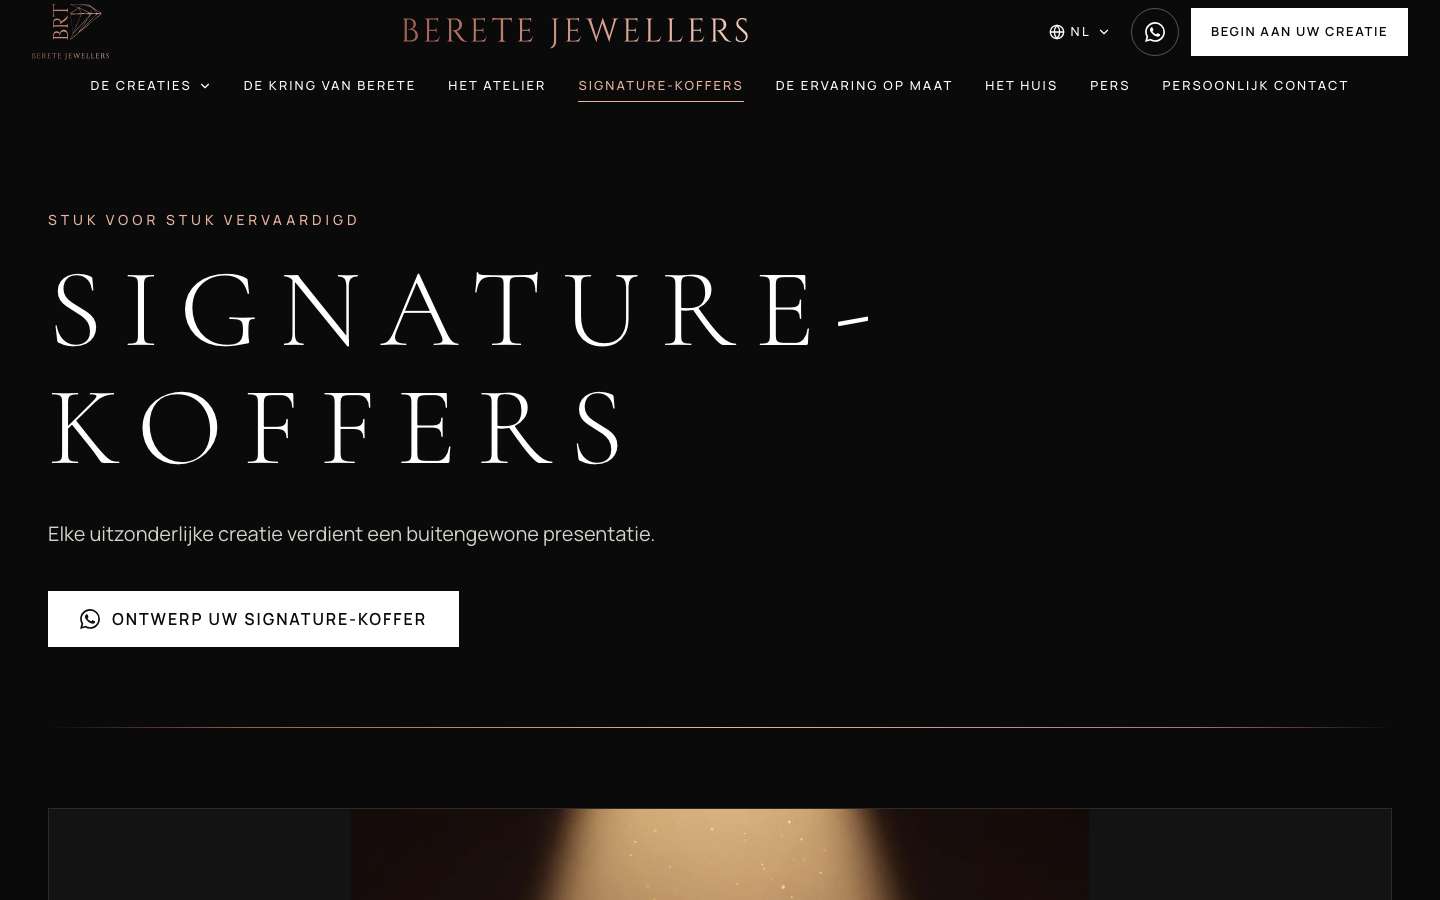 BRT
BERETE JEWELLERS
BERETE JEWELLERS
NL
BEGIN AAN UW CREATIE
DE CREATIES
DE KRING VAN BERETE
HET ATELIER
SIGNATURE-KOFFERS
DE ERVARING OP MAAT
HET HUIS
PERS
PERSOONLIJK CONTACT
STUK VOOR STUK VERVAARDIGD
SIGNATURE-
KOFFERS
Elke uitzonderlijke creatie verdient een buitengewone presentatie.
ONTWERP UW SIGNATURE-KOFFER